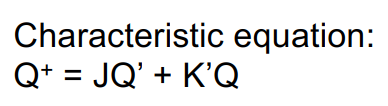 Characteristic equation:
Q⁺ = JQ’ + K’Q